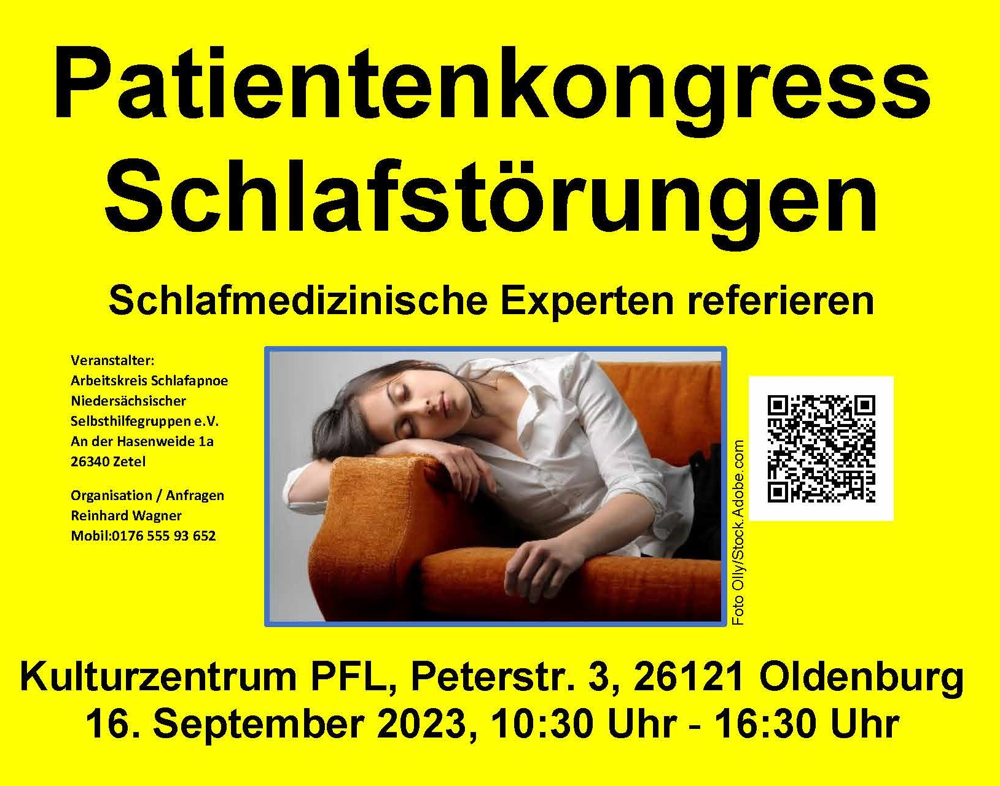 Patientenkongress
Schlafstörungen
Schlafmedizinische Experten referieren
Veranstalter:
Arbeitskreis Schlafapnoe
Niedersächsischer
Selbsthilfegruppen e.V.
An der Hasenweide 1a
26340 Zetel
Organisation / Anfragen
Reinhard Wagner
Mobil:0176 555 93 652
Foto Olly/Stock.Adobe.com
Kulturzentrum PFL, Peterstr. 3, 26121 Oldenburg
16. September 2023, 10:30 Uhr - 16:30 Uhr